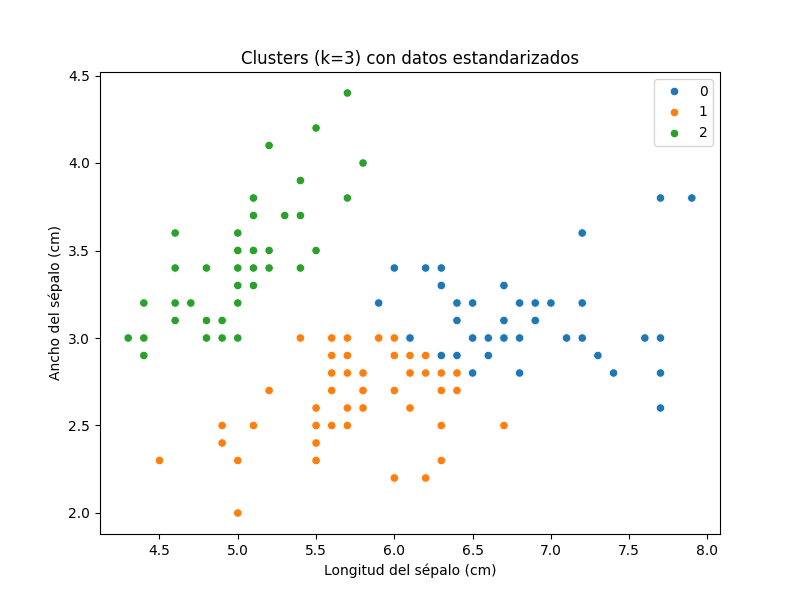 Clusters (k=3) con datos estandarizados
0
1
2
4.5
4.0
3.5
3.0
2.5
2.0
Ancho del sépalo (cm)
4.5 5.0 5.5 6.0 6.5 7.0 7.5 8.0
Longitud del sépalo (cm)